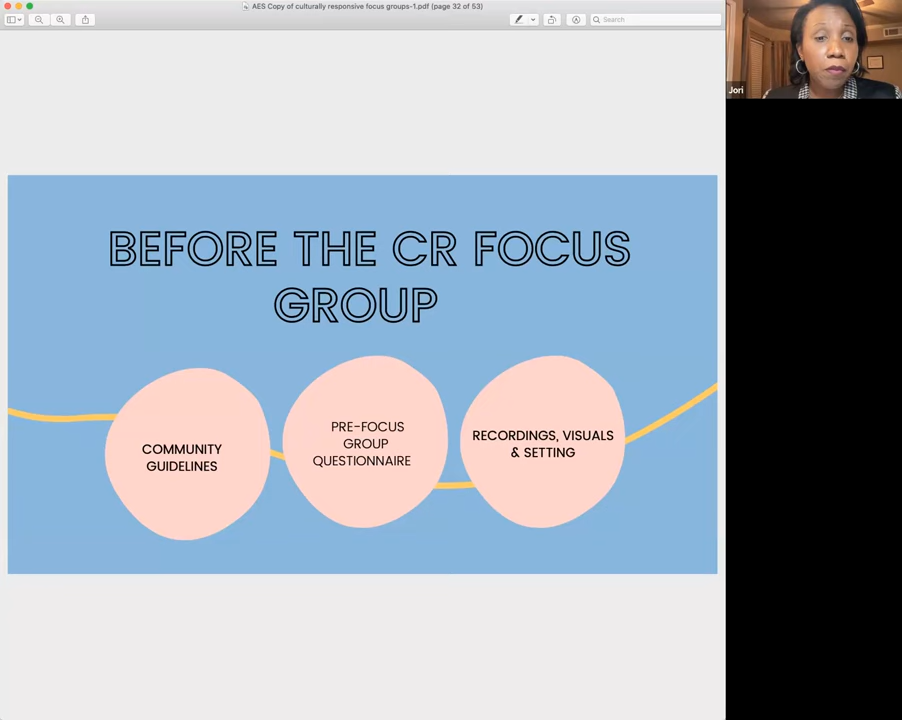 AES Copy of culturally responsive focus groups-1.pdf (page 32 of 53)
Search
Jori
BEFORE THE CR FOCUS
GROUP
COMMUNITY
GUIDELINES
PRE-FOCUS
GROUP
QUESTIONNAIRE
RECORDINGS, VISUALS
& SETTING